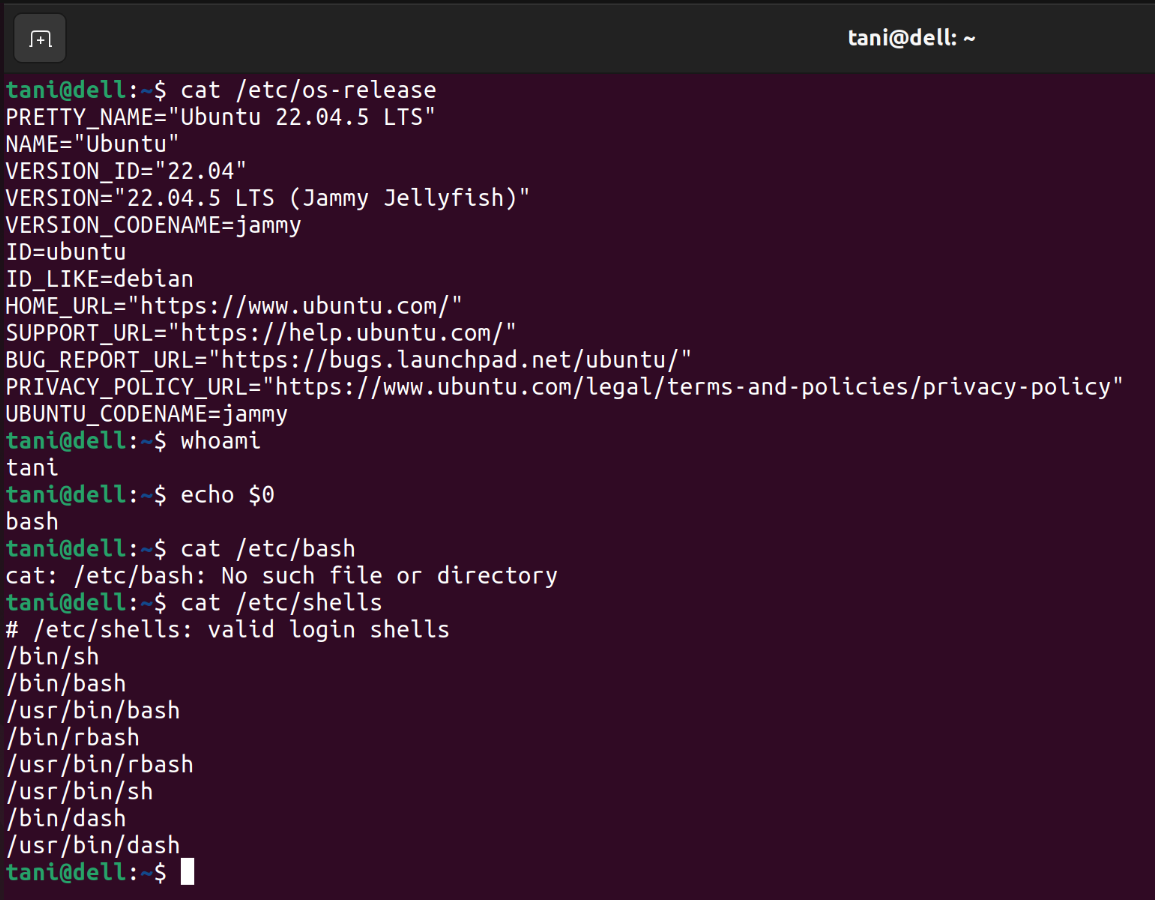 tani@dell: ~
tani@dell:~$ cat /etc/os-release
PRETTY_NAME="Ubuntu 22.04.5 LTS"
NAME="Ubuntu"
VERSION_ID="22.04"
VERSION="22.04.5 LTS (Jammy Jellyfish)"
VERSION_CODENAME=jammy
ID=ubuntu
ID_LIKE=debian
HOME_URL="https://www.ubuntu.com/"
SUPPORT_URL="https://help.ubuntu.com/"
BUG_REPORT_URL="https://bugs.launchpad.net/ubuntu/"
PRIVACY_POLICY_URL="https://www.ubuntu.com/legal/terms-and-policies/privacy-policy"
UBUNTU_CODENAME=jammy
tani@dell:~$ whoami
tani
tani@dell:~$ echo $0
bash
tani@dell:~$ cat /etc/bash
cat: /etc/bash: No such file or directory
tani@dell:~$ cat /etc/shells
# /etc/shells: valid login shells
/bin/sh
/bin/bash
/usr/bin/bash
/bin/rbash
/usr/bin/rbash
/usr/bin/sh
/bin/dash
/usr/bin/dash
tani@dell:~$